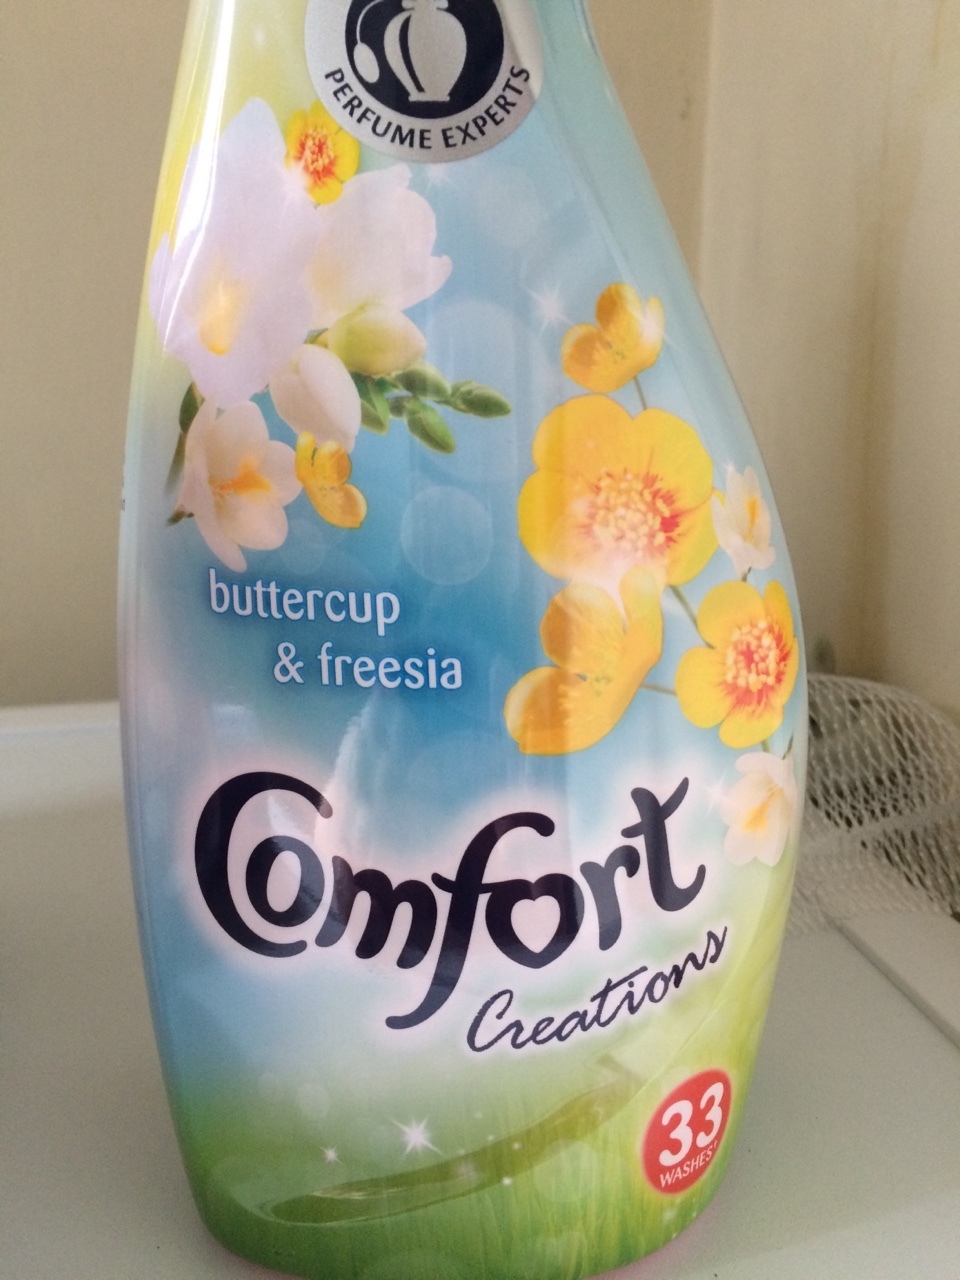 PERFUME EXPERTS
buttercup
& freesia
Comfort
Creations
33
WASHES†